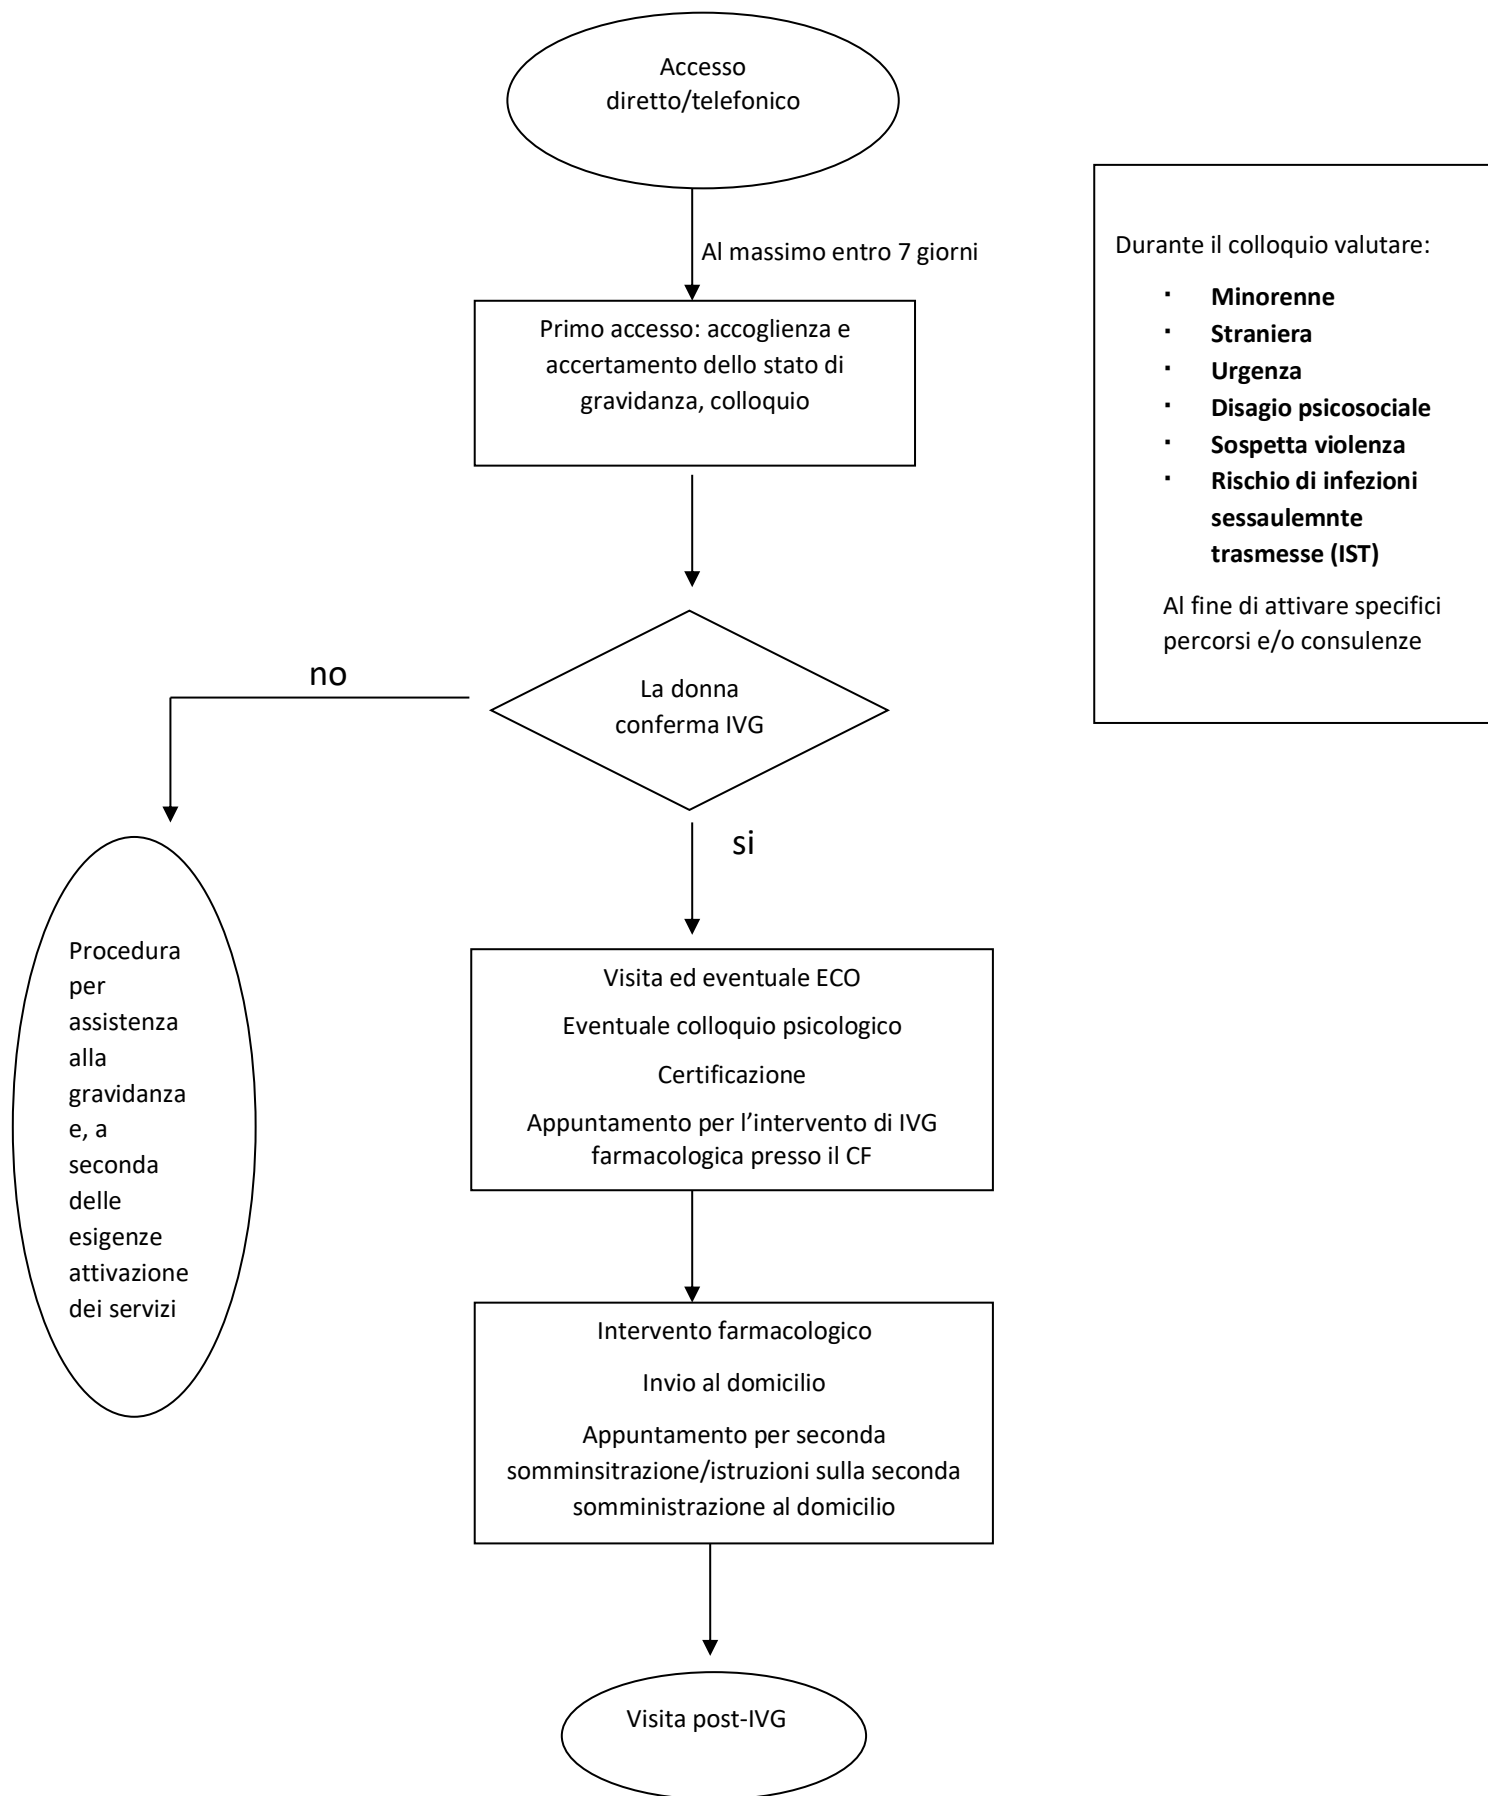 Accesso
diretto/telefonico
Al massimo entro 7 giorni
Primo accesso: accoglienza e
accertamento dello stato di
gravidanza, colloquio
Durante il colloquio valutare:
· Minorenne
· Straniera
· Urgenza
· Disagio psicosociale
· Sospetta violenza
· Rischio di infezioni
sessaulemnte
trasmesse (IST)
Al fine di attivare specifici
percorsi e/o consulenze
La donna
conferma IVG
no
si
Procedura
per
assistenza
alla
gravidanza
e, a
seconda
delle
esigenze
attivazione
dei servizi
Visita ed eventuale ECO
Eventuale colloquio psicologico
Certificazione
Appuntamento per l’intervento di IVG
farmacologica presso il CF
Intervento farmacologico
Invio al domicilio
Appuntamento per seconda
somminsitrazione/istruzioni sulla seconda
somministrazione al domicilio
Visita post-IVG